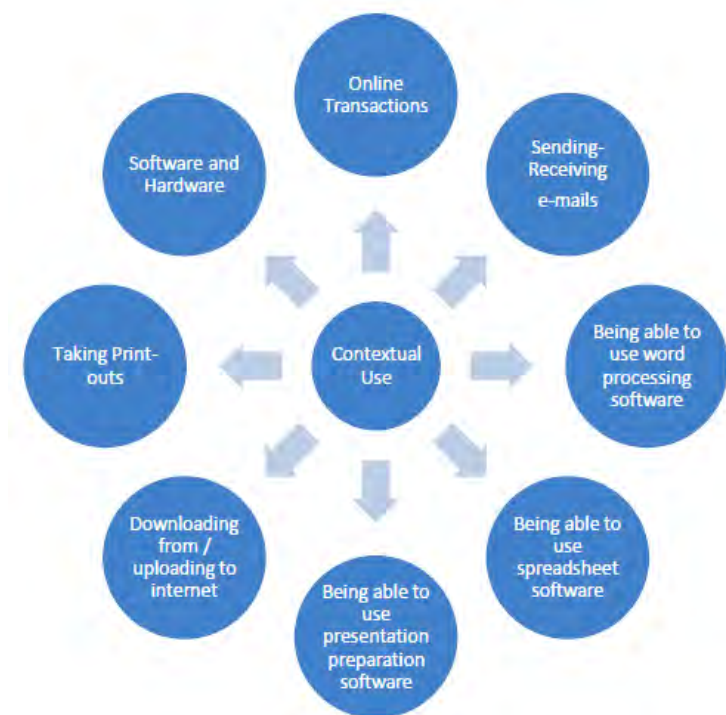 Online
Transactions
Sending-
Receiving
e-mails
Being able to
use word
processing
software
Being able to
use
spreadsheet
software
Being able to
use
presentation
preparation
software
Downloading
from /
uploading to
internet
Taking Print-
outs
Software and
Hardware
Contextual
Use